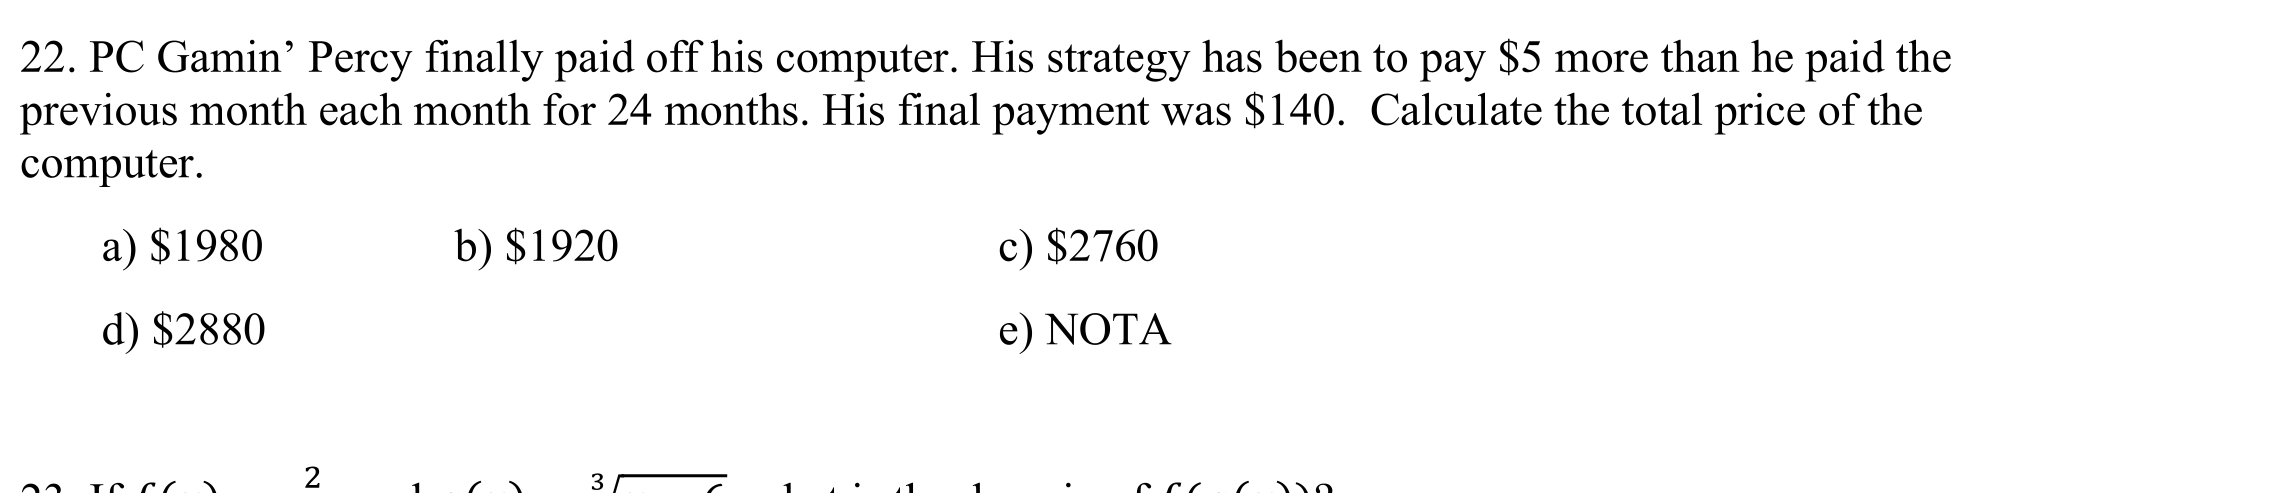 22. PC Gamin’ Percy finally paid off his computer. His strategy has been to pay $5 more than he paid the
previous month each month for 24 months. His final payment was $140.  Calculate the total price of the
computer.
a) $1980 b) $1920 c) $2760
d) $2880 e) NOTA